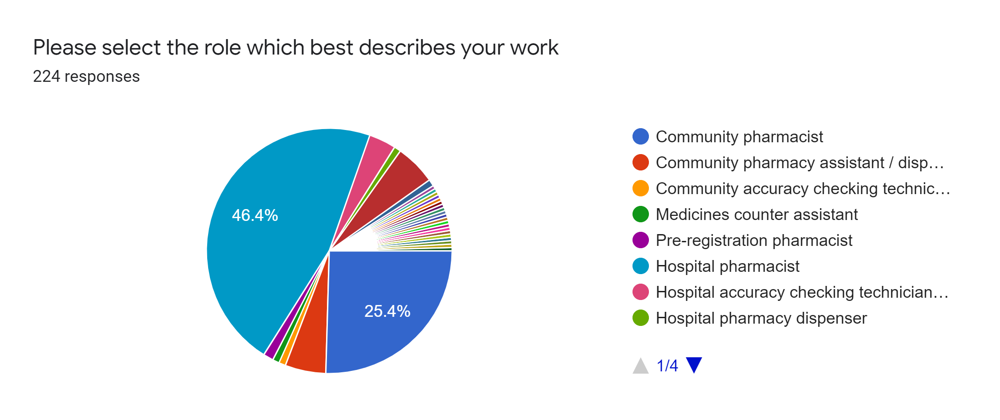 Please select the role which best describes your work
224 responses
46.4%
25.4%
Community pharmacist
Community pharmacy assistant / disp…
Community accuracy checking technic…
Medicines counter assistant
Pre-registration pharmacist
Hospital pharmacist
Hospital accuracy checking technician…
Hospital pharmacy dispenser
1/4